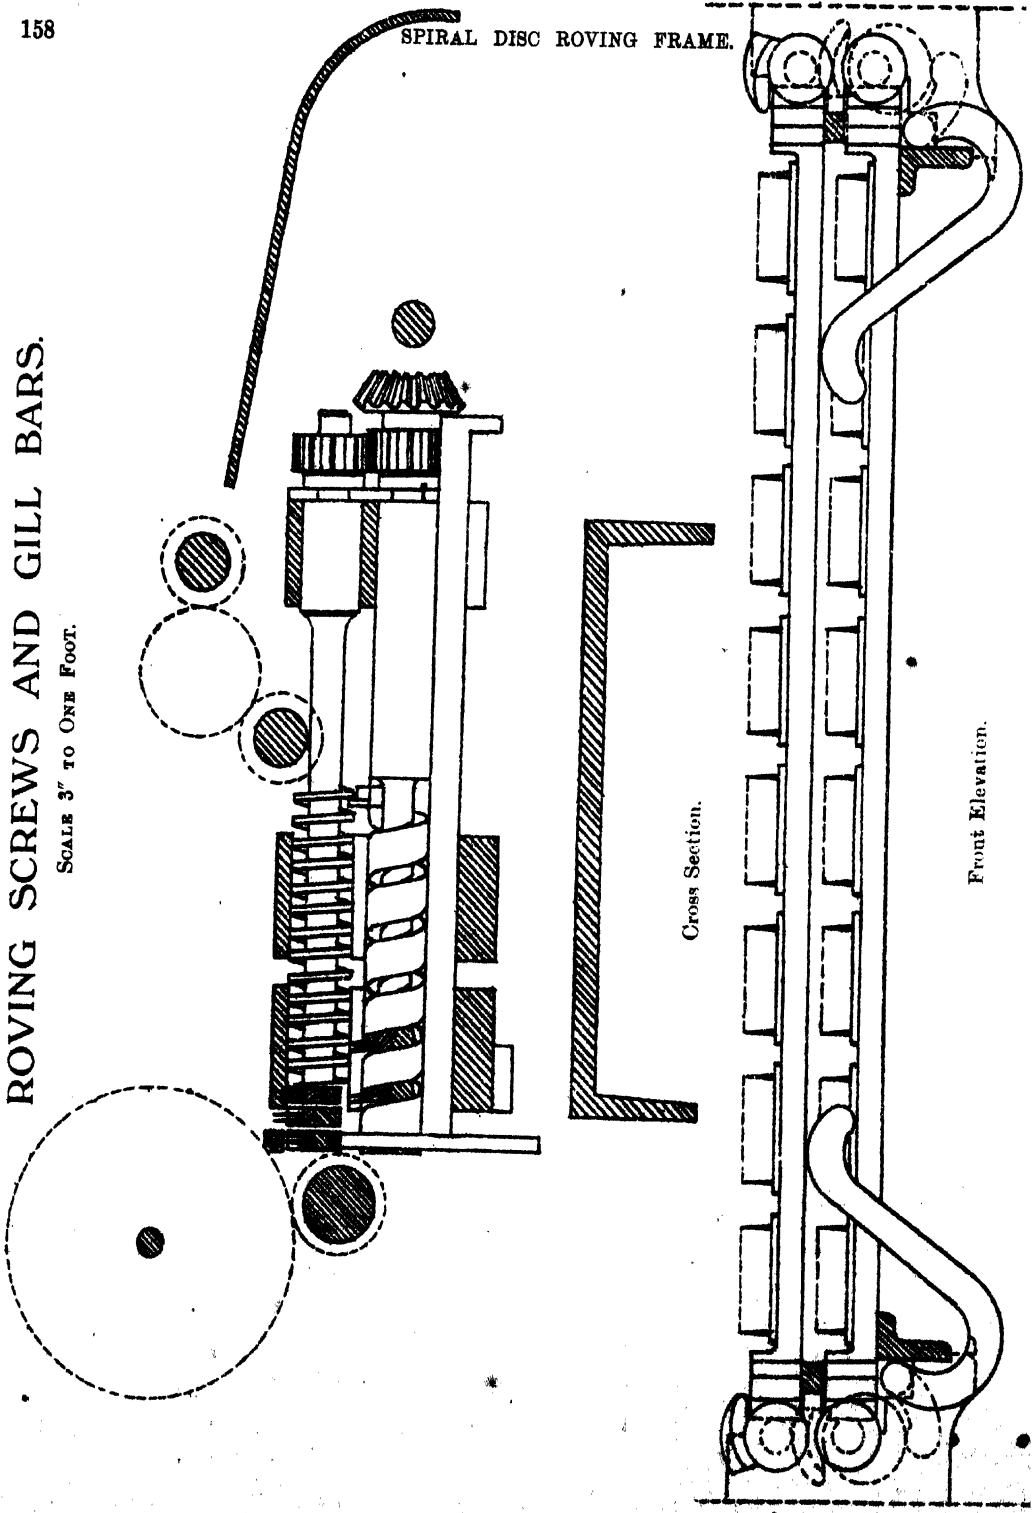 158
SPIRAL DISC ROVING FRAME.
ROVING SCREWS AND GILL BARS.
SCALE 3″ TO ONE FOOT.
Cross Section.
Front Elevation.